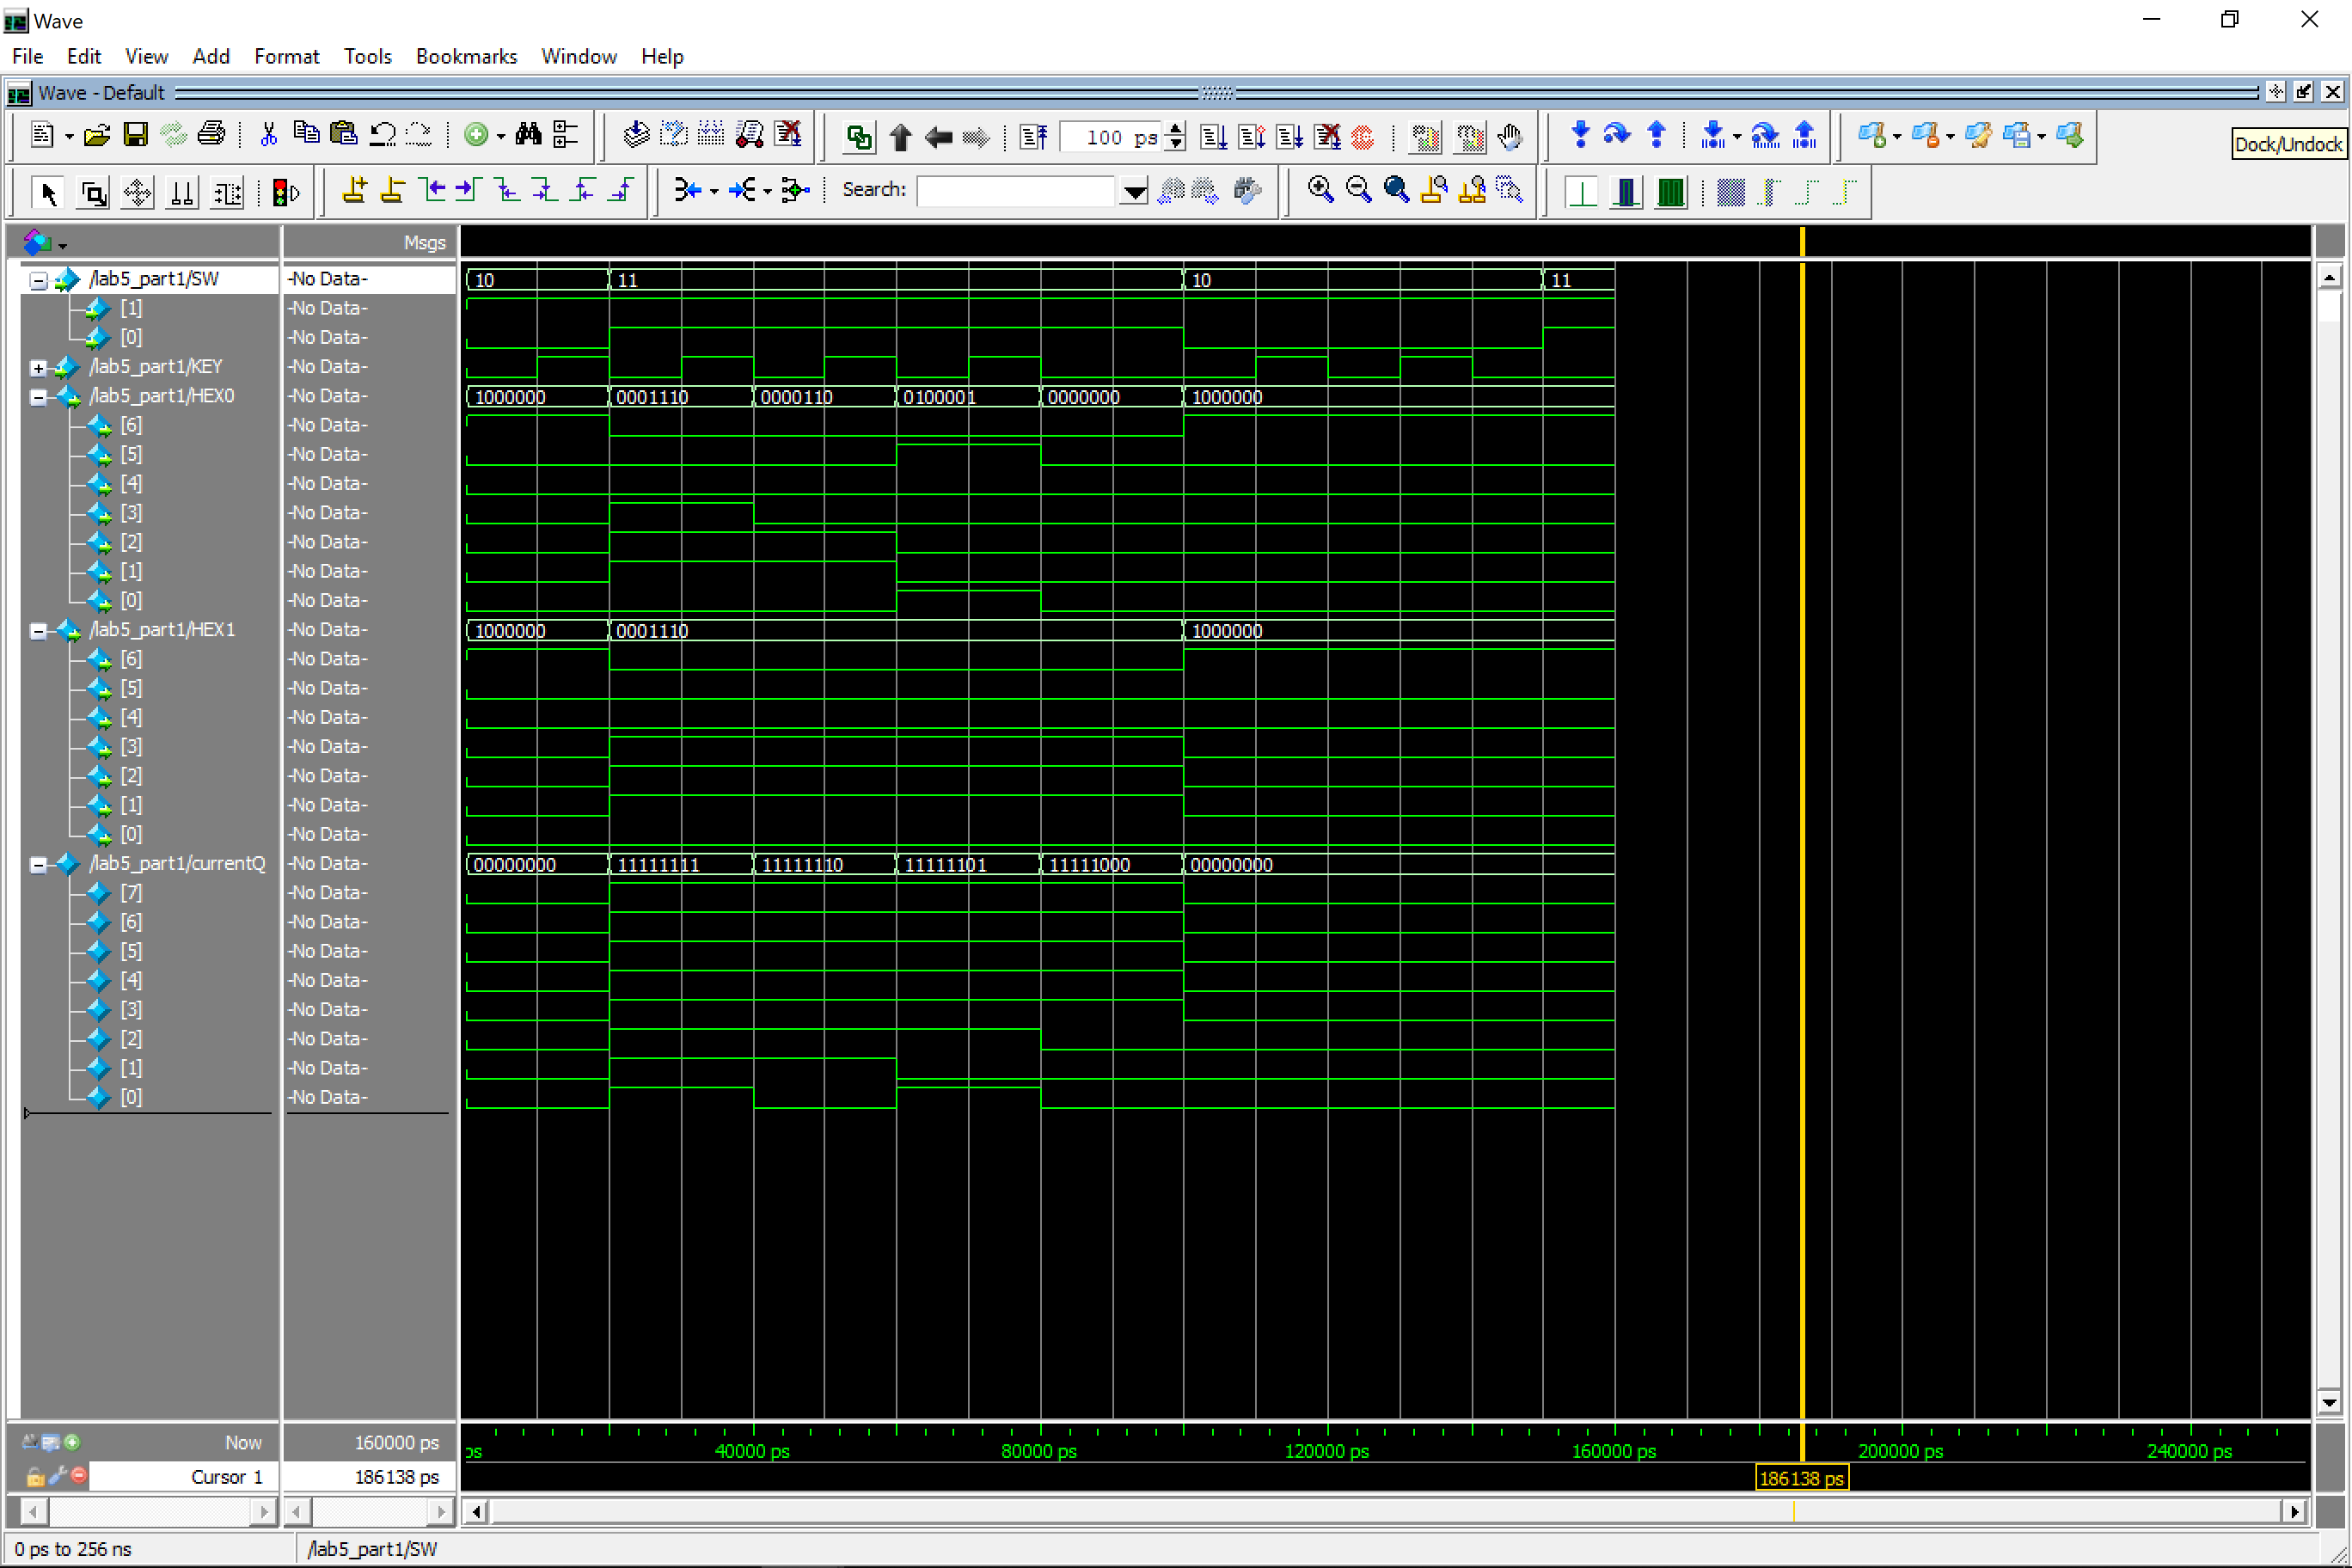 Wave
File Edit View Add Format Tools Bookmarks Window Help
Wave - Default
100 ps
Dock/Undock
Search:
Msgs
/lab5_part1/SW -No Data- 10 11 10 11
[1] -No Data-
[0] -No Data-
/lab5_part1/KEY -No Data-
/lab5_part1/HEX0 -No Data- 1000000 0001110 0000110 0100001 0000000 1000000
[6] -No Data-
[5] -No Data-
[4] -No Data-
[3] -No Data-
[2] -No Data-
[1] -No Data-
[0] -No Data-
/lab5_part1/HEX1 -No Data- 1000000 0001110 1000000
[6] -No Data-
[5] -No Data-
[4] -No Data-
[3] -No Data-
[2] -No Data-
[1] -No Data-
[0] -No Data-
/lab5_part1/currentQ -No Data- 00000000 11111111 11111110 11111101 11111000 00000000
[7] -No Data-
[6] -No Data-
[5] -No Data-
[4] -No Data-
[3] -No Data-
[2] -No Data-
[1] -No Data-
[0] -No Data-
Now 160000 ps ps 40000 ps 80000 ps 120000 ps 160000 ps 200000 ps 240000 ps
Cursor 1 186138 ps 186138 ps
0 ps to 256 ns /lab5_part1/SW